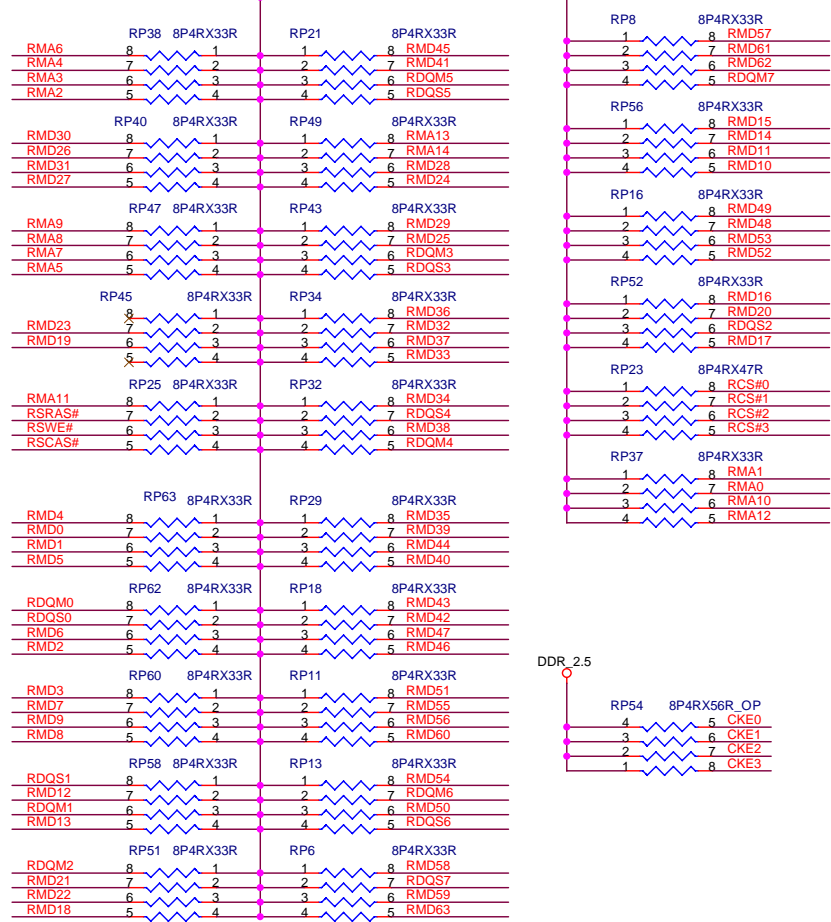 RP38 8P4RX33R
RMA6 8 1
RMA4 7 2
RMA3 6 3
RMA2 5 4
RP40 8P4RX33R
RMD30 8 1
RMD26 7 2
RMD31 6 3
RMD27 5 4
RP47 8P4RX33R
RMA9 8 1
RMA8 7 2
RMA7 6 3
RMA5 5 4
RP45 8P4RX33R
8 1
RMD23 7 2
RMD19 6 3
5 4
RP25 8P4RX33R
RMA11 8 1
RSRAS# 7 2
RSWE# 6 3
RSCAS# 5 4
RP63 8P4RX33R
RMD4 8 1
RMD0 7 2
RMD1 6 3
RMD5 5 4
RP62 8P4RX33R
RDQM0 8 1
RDQS0 7 2
RMD6 6 3
RMD2 5 4
RP60 8P4RX33R
RMD3 8 1
RMD7 7 2
RMD9 6 3
RMD8 5 4
RP58 8P4RX33R
RDQS1 8 1
RMD12 7 2
RDQM1 6 3
RMD13 5 4
RP51 8P4RX33R
RDQM2 8 1
RMD21 7 2
RMD22 6 3
RMD18 5 4
RP21 8P4RX33R
1 8 RMD45
2 7 RMD41
3 6 RDQM5
4 5 RDQS5
RP49 8P4RX33R
1 8 RMA13
2 7 RMA14
3 6 RMD28
4 5 RMD24
RP43 8P4RX33R
1 8 RMD29
2 7 RMD25
3 6 RDQM3
4 5 RDQS3
RP34 8P4RX33R
1 8 RMD36
2 7 RMD32
3 6 RMD37
4 5 RMD33
RP32 8P4RX33R
1 8 RMD34
2 7 RDQS4
3 6 RMD38
4 5 RDQM4
RP29 8P4RX33R
1 8 RMD35
2 7 RMD39
3 6 RMD44
4 5 RMD40
RP18 8P4RX33R
1 8 RMD43
2 7 RMD42
3 6 RMD47
4 5 RMD46
RP11 8P4RX33R
1 8 RMD51
2 7 RMD55
3 6 RMD56
4 5 RMD60
RP13 8P4RX33R
1 8 RMD54
2 7 RDQM6
3 6 RMD50
4 5 RDQS6
RP6 8P4RX33R
1 8 RMD58
2 7 RDQS7
3 6 RMD59
4 5 RMD63
RP8 8P4RX33R
1 8 RMD57
2 7 RMD61
3 6 RMD62
4 5 RDQM7
RP56 8P4RX33R
1 8 RMD15
2 7 RMD14
3 6 RMD11
4 5 RMD10
RP16 8P4RX33R
1 8 RMD49
2 7 RMD48
3 6 RMD53
4 5 RMD52
RP52 8P4RX33R
1 8 RMD16
2 7 RMD20
3 6 RDQS2
4 5 RMD17
RP23 8P4RX47R
1 8 RCS#0
2 7 RCS#1
3 6 RCS#2
4 5 RCS#3
RP37 8P4RX33R
1 8 RMA1
2 7 RMA0
3 6 RMA10
4 5 RMA12
DDR_2.5
RP54 8P4RX56R_OP
4 5 CKE0
3 6 CKE1
2 7 CKE2
1 8 CKE3